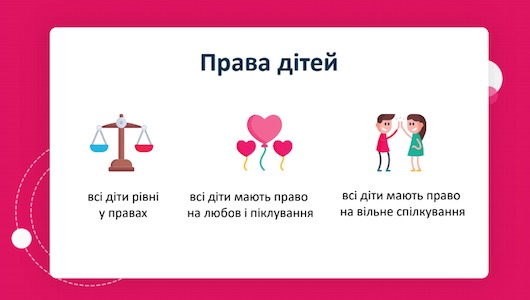 Права дітей
всі діти рівні
у правах
всі діти мають право
на любов і піклування
всі діти мають право
на вільне спілкування